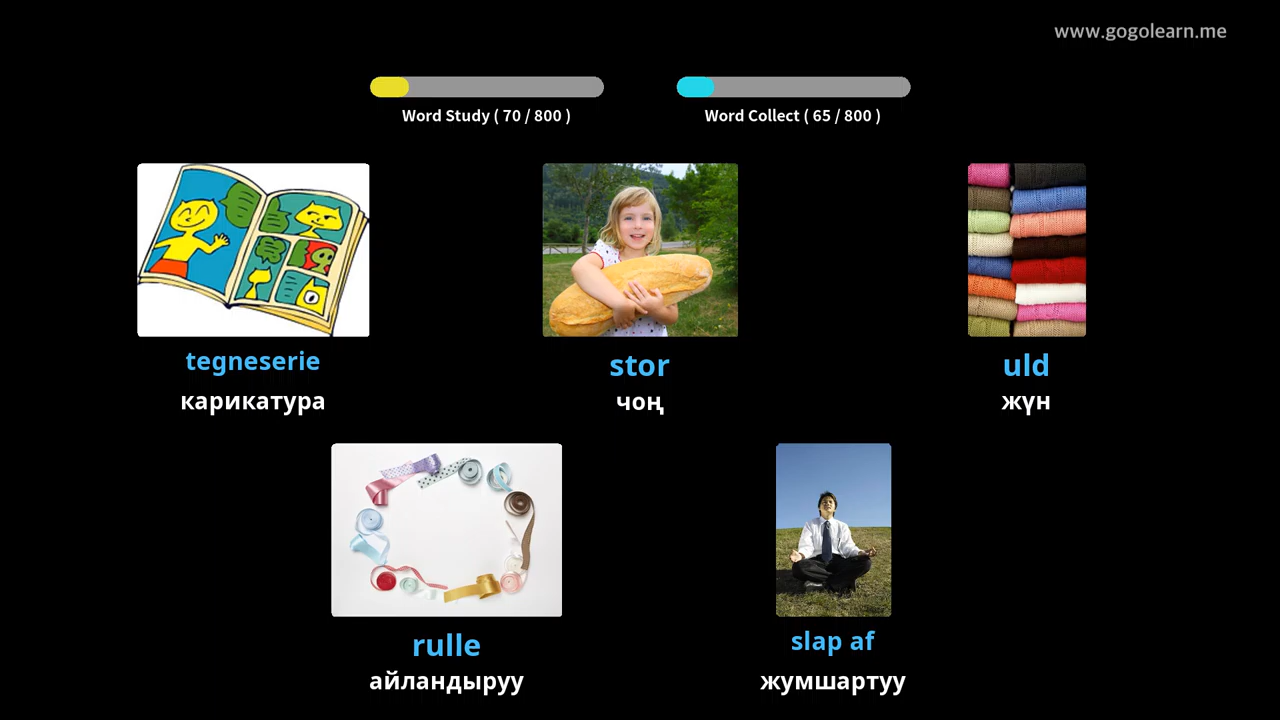 www.gogolearn.me
Word Study ( 70 / 800 )
Word Collect ( 65 / 800 )
tegneserie
карикатура
stor
чоң
uld
жүн
rulle
айландыруу
slap af
жумшартуу